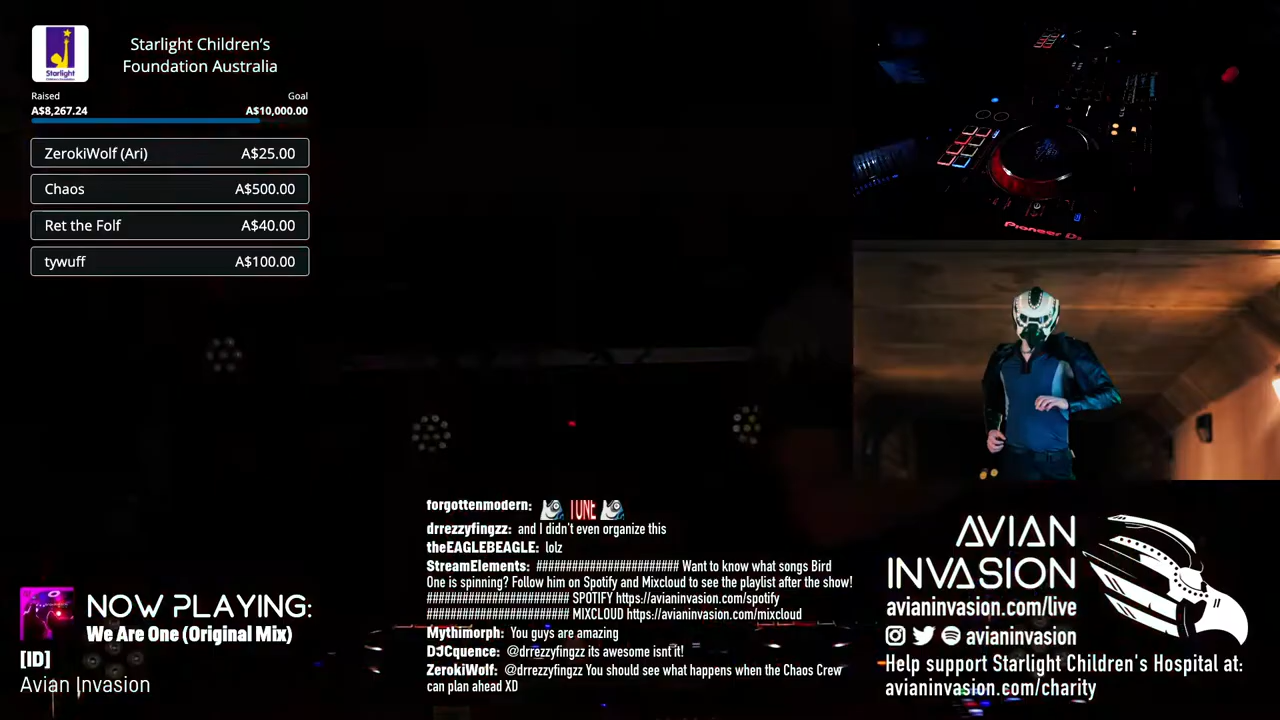 Starlight
Starlight Children’s
Foundation Australia
Raised
Goal
A$8,267.24
A$10,000.00
ZerokiWolf (Ari)
A$25.00
Chaos
A$500.00
Ret the Folf
A$40.00
tywuff
A$100.00
Pioneer DJ
forgottenmodern: TUNE
drrezzyfingzz: and I didn't even organize this
theEAGLEBEAGLE: lolz
StreamElements: ######################## Want to know what songs Bird
One is spinning? Follow him on Spotify and Mixcloud to see the playlist after the show!
######################## SPOTIFY https://avianinvasion.com/spotify
######################## MIXCLOUD https://avianinvasion.com/mixcloud
Mythimorph: You guys are amazing
DJCquence: @drrezzyfingzz its awesome isnt it!
ZerokiWolf: @drrezzyfingzz You should see what happens when the Chaos Crew
can plan ahead XD
NOW PLAYING:
We Are One (Original Mix)
[ID]
Avian Invasion
AVIAN
INVASION
avianinvasion.com/live
avianinvasion
Help support Starlight Children's Hospital at:
avianinvasion.com/charity